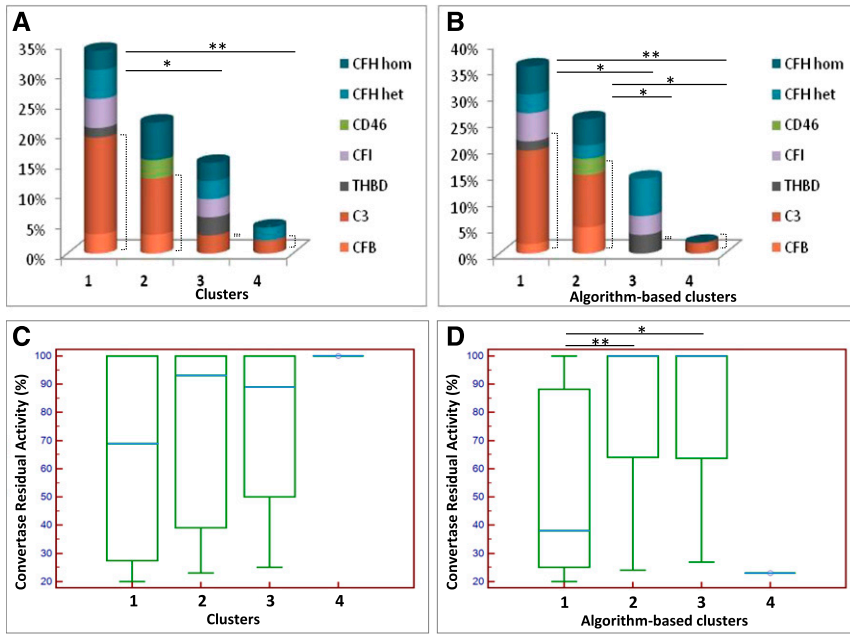 A
35%
30%
25%
20%
15%
10%
5%
0%
**
*
CFH hom
CFH het
CD46
CFI
THBD
C3
CFB
1 2 3 4
Clusters
B
40%
35%
30%
25%
20%
15%
10%
5%
0%
**
*
*
*
CFH hom
CFH het
CD46
CFI
THBD
C3
CFB
1 2 3 4
Algorithm-based clusters
C
Convertase Residual Activity (%)
100
90
80
70
60
50
40
30
20
1 2 3 4
Clusters
D
Convertase Residual Activity (%)
100
90
80
70
60
50
40
30
20
*
**
1 2 3 4
Algorithm-based clusters